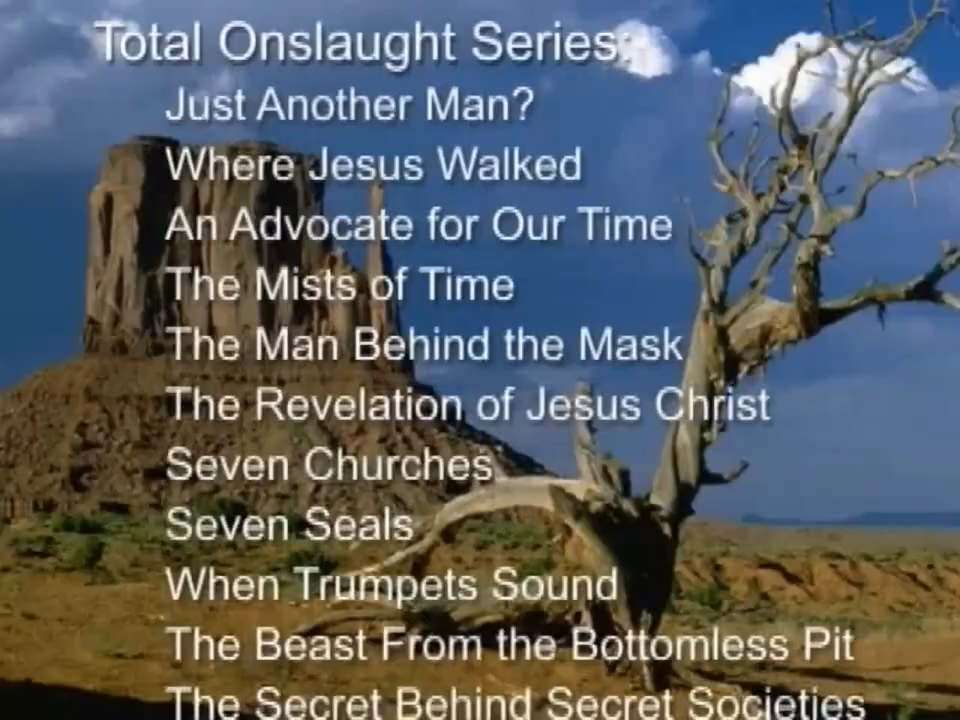 Total Onslaught Series:
Just Another Man?
Where Jesus Walked
An Advocate for Our Time
The Mists of Time
The Man Behind the Mask
The Revelation of Jesus Christ
Seven Churches
Seven Seals
When Trumpets Sound
The Beast From the Bottomless Pit
The Secret Behind Secret Societies